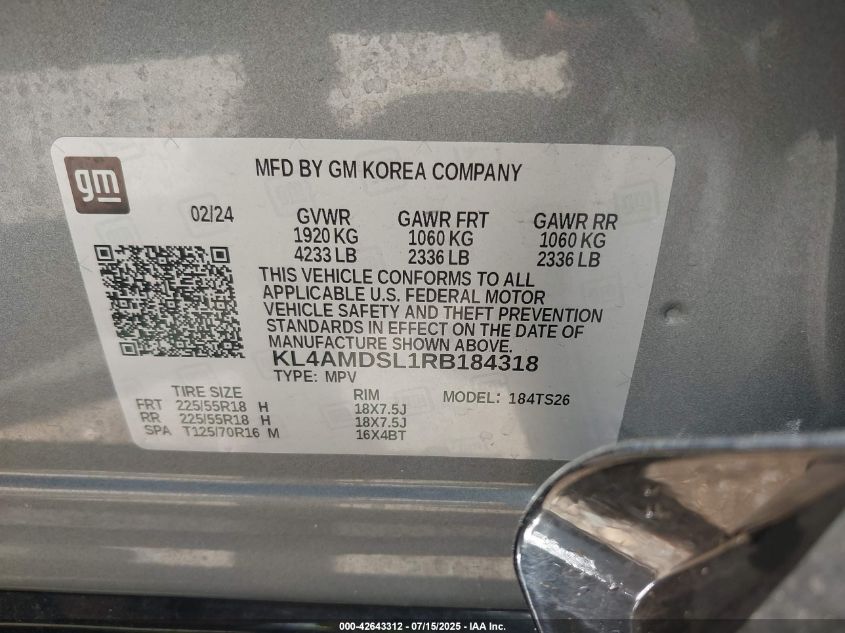 gm
MFD BY GM KOREA COMPANY
02/24 GVWR GAWR FRT GAWR RR
1920 KG 1060 KG 1060 KG
4233 LB 2336 LB 2336 LB
THIS VEHICLE CONFORMS TO ALL
APPLICABLE U.S. FEDERAL MOTOR
VEHICLE SAFETY AND THEFT PREVENTION
STANDARDS IN EFFECT ON THE DATE OF
MANUFACTURE SHOWN ABOVE.
KL4AMDSL1RB184318
TYPE: MPV
TIRE SIZE RIM MODEL: 184TS26
FRT 225/55R18 H 18X7.5J
RR 225/55R18 H 18X7.5J
SPA T125/70R16 M 16X4BT
000-42643312 - 07/15/2025 - IAA Inc.